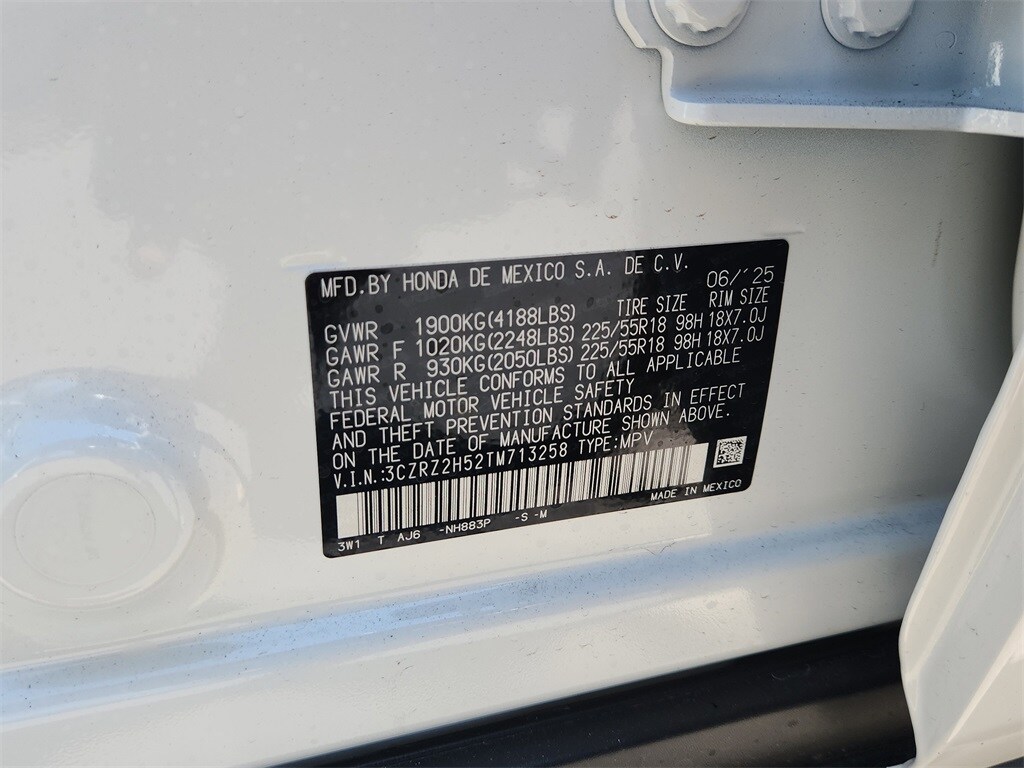 MFD.BY HONDA DE MEXICO S.A. DE C.V. 06/'25
TIRE SIZE RIM SIZE
GVWR 1900KG(4188LBS)
GAWR F 1020KG(2248LBS) 225/55R18 98H 18X7.0J
GAWR R 930KG(2050LBS) 225/55R18 98H 18X7.0J
THIS VEHICLE CONFORMS TO ALL APPLICABLE
FEDERAL MOTOR VEHICLE SAFETY
AND THEFT PREVENTION STANDARDS IN EFFECT
ON THE DATE OF MANUFACTURE SHOWN ABOVE.
V.I.N.:3CZRZ2H52TM713258 TYPE:MPV
MADE IN MEXICO
3W1 T AJ6 -NH883P -S -M